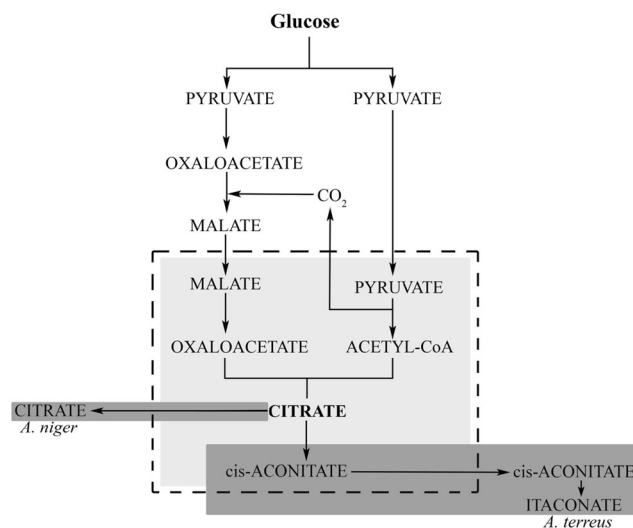 Glucose
PYRUVATE PYRUVATE
OXALOACETATE
CO₂
MALATE
MALATE PYRUVATE
OXALOACETATE ACETYL-CoA
CITRATE CITRATE
A. niger
cis-ACONITATE cis-ACONITATE
ITACONATE
A. terreus